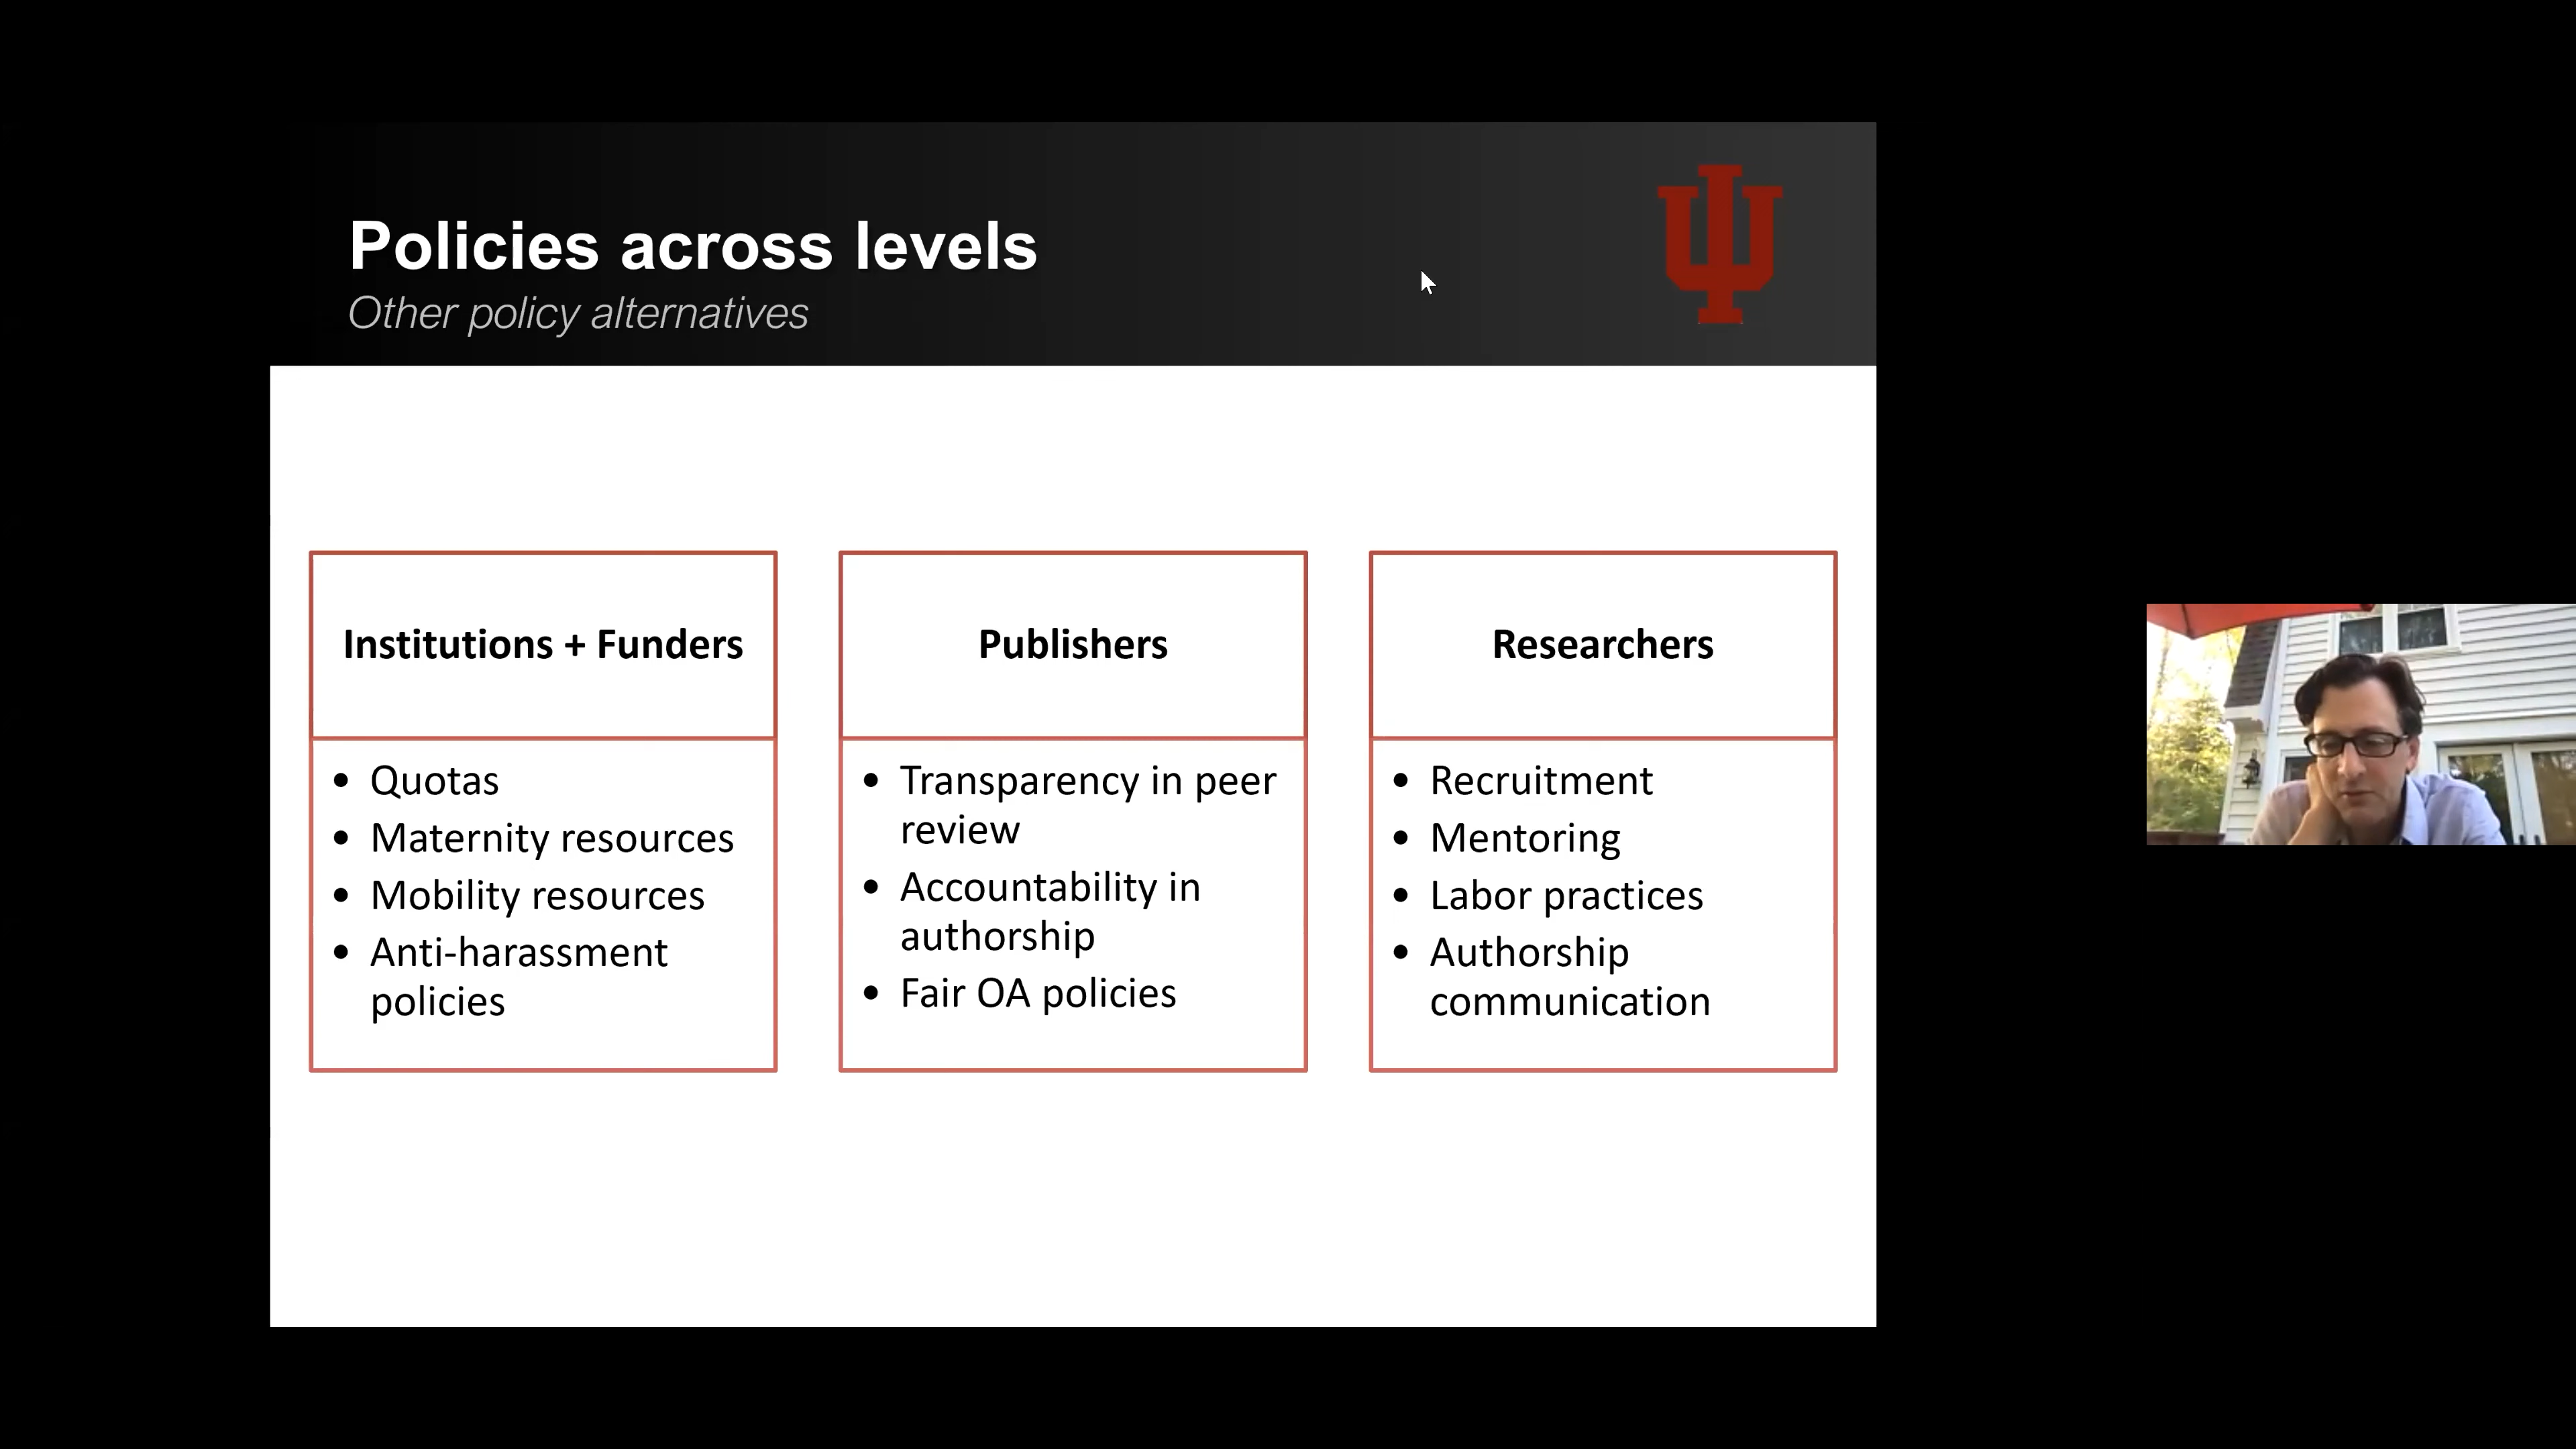 Policies across levels
Other policy alternatives
Institutions + Funders
• Quotas
• Maternity resources
• Mobility resources
• Anti-harassment
policies
Publishers
• Transparency in peer
review
• Accountability in
authorship
• Fair OA policies
Researchers
• Recruitment
• Mentoring
• Labor practices
• Authorship
communication